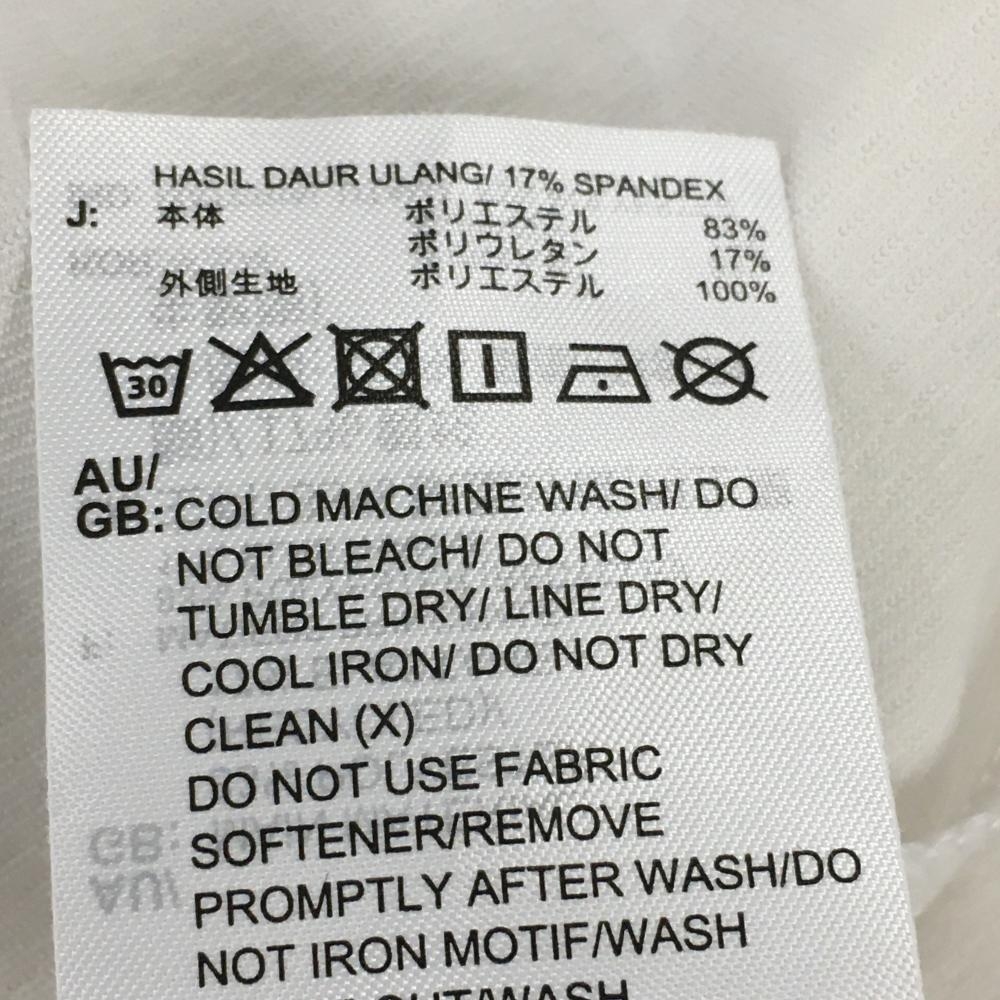 HASIL DAUR ULANG/ 17% SPANDEX
J: 本体 ポリエステル 83%
ポリウレタン 17%
外側生地 ポリエステル 100%
30
AU/
GB: COLD MACHINE WASH/ DO
NOT BLEACH/ DO NOT
TUMBLE DRY/ LINE DRY/
COOL IRON/ DO NOT DRY
CLEAN (X)
DO NOT USE FABRIC
SOFTENER/REMOVE
PROMPTLY AFTER WASH/DO
NOT IRON MOTIF/WASH
OUT/WASH